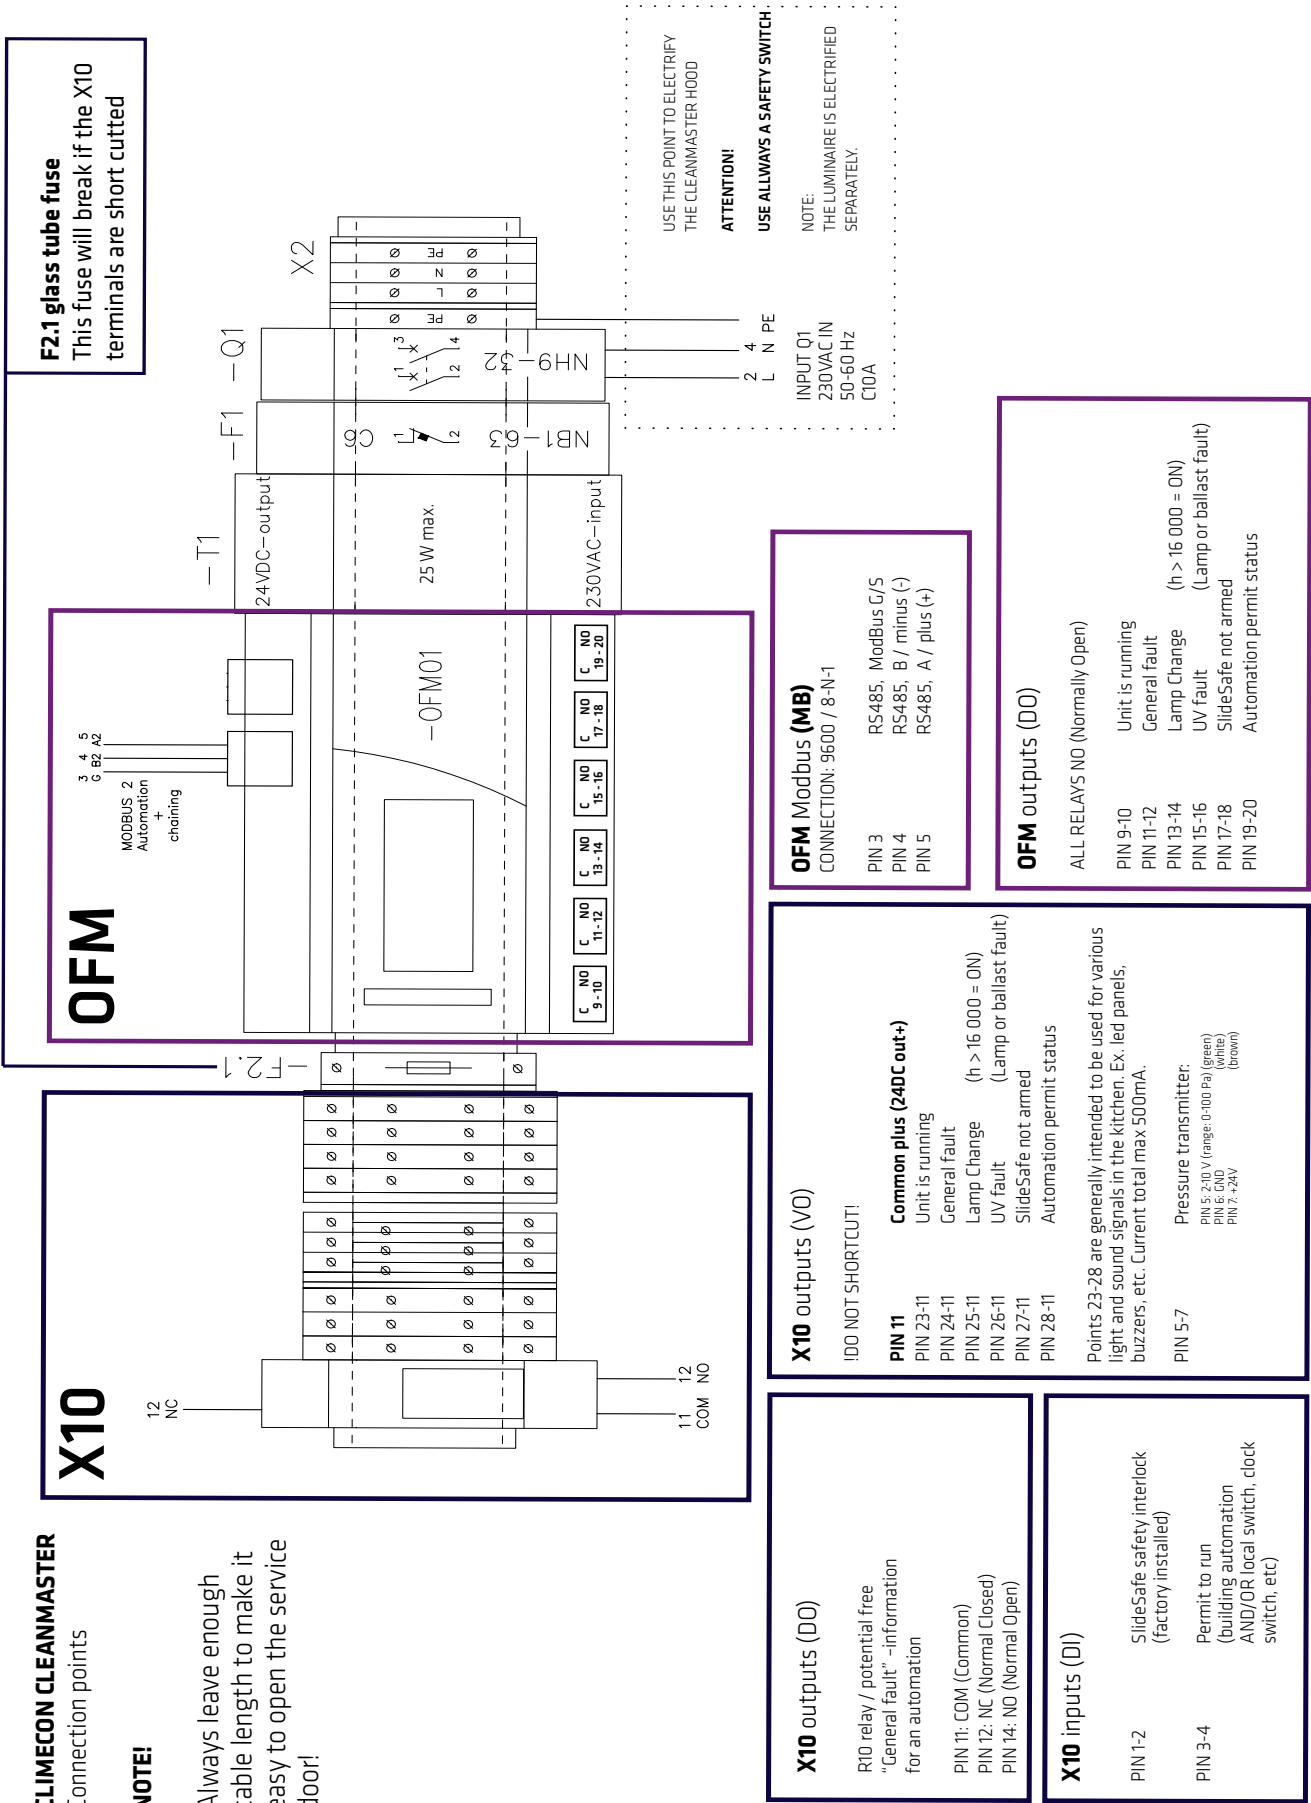 CLIMECON CLEANMASTER
Connection points
NOTE!
Always leave enough
cable length to make it
easy to open the service
door!
X10
12
NC
11
COM
12
NO
F2.1 glass tube fuse
This fuse will break if the X10
terminals are short cutted
-F2.1
OFM
MODBUS 2
Automation
+
chaining
3 4 5
G B2 A2
-OFM01
C NO
9 - 10
C NO
11 - 12
C NO
13 - 14
C NO
15 - 16
C NO
17 - 18
C NO
19 - 20
-T1
24VDC-output
25 W max.
230VAC-input
-F1
C6
1
2
NB1-63
-Q1
1 3
2 4
NH9-32
X2
PE L N PE
2 4
L N PE
INPUT Q1
230VAC IN
50-60 Hz
C10A
USE THIS POINT TO ELECTRIFY
THE CLEANMASTER HOOD
ATTENTION!
USE ALLWAYS A SAFETY SWITCH
NOTE:
THE LUMINAIRE IS ELECTRIFIED
SEPARATELY.
X10 outputs (DO)
R10 relay / potential free
"General fault" -information
for an automation
PIN 11: COM (Common)
PIN 12: NC (Normal Closed)
PIN 14: NO (Normal Open)
X10 inputs (DI)
PIN 1-2 SlideSafe safety interlock
(factory installed)
PIN 3-4 Permit to run
(building automation
AND/OR local switch, clock
switch, etc)
X10 outputs (VO)
!DO NOT SHORTCUT!
PIN 11 Common plus (24DC out+)
PIN 23-11 Unit is running
PIN 24-11 General fault
PIN 25-11 Lamp Change (h > 16 000 = ON)
PIN 26-11 UV fault (Lamp or ballast fault)
PIN 27-11 SlideSafe not armed
PIN 28-11 Automation permit status
Points 23-28 are generally intended to be used for various
light and sound signals in the kitchen. Ex. led panels,
buzzers, etc. Current total max 500mA.
PIN 5-7 Pressure transmitter:
PIN 5: 2-10 V (range: 0-100 Pa) (green)
PIN 6: GND (white)
PIN 7: +24V (brown)
OFM Modbus (MB)
CONNECTION: 9600 / 8-N-1
PIN 3 RS485, ModBus G/S
PIN 4 RS485, B / minus (-)
PIN 5 RS485, A / plus (+)
OFM outputs (DO)
ALL RELAYS NO (Normally Open)
PIN 9-10 Unit is running
PIN 11-12 General fault
PIN 13-14 Lamp Change (h > 16 000 = ON)
PIN 15-16 UV fault (Lamp or ballast fault)
PIN 17-18 SlideSafe not armed
PIN 19-20 Automation permit status